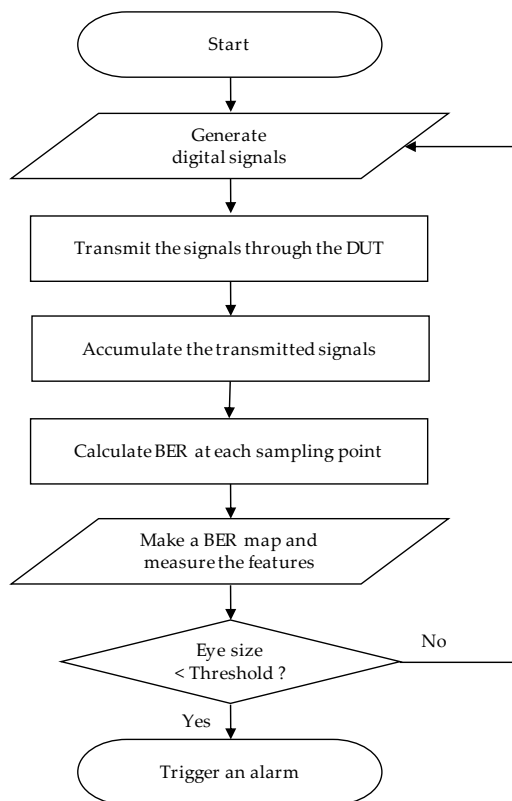 Start
Generate
digital signals
Transmit the signals through the DUT
Accumulate the transmitted signals
Calculate BER at each sampling point
Make a BER map and
measure the features
Eye size
< Threshold ?
No
Yes
Trigger an alarm